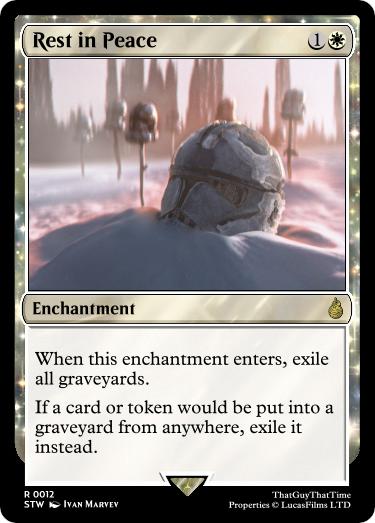 Rest in Peace 1
Enchantment
When this enchantment enters, exile
all graveyards.
If a card or token would be put into a
graveyard from anywhere, exile it
instead.
R 0012
STW Ivan Marvev
ThatGuyThatTime
Properties © LucasFilms LTD